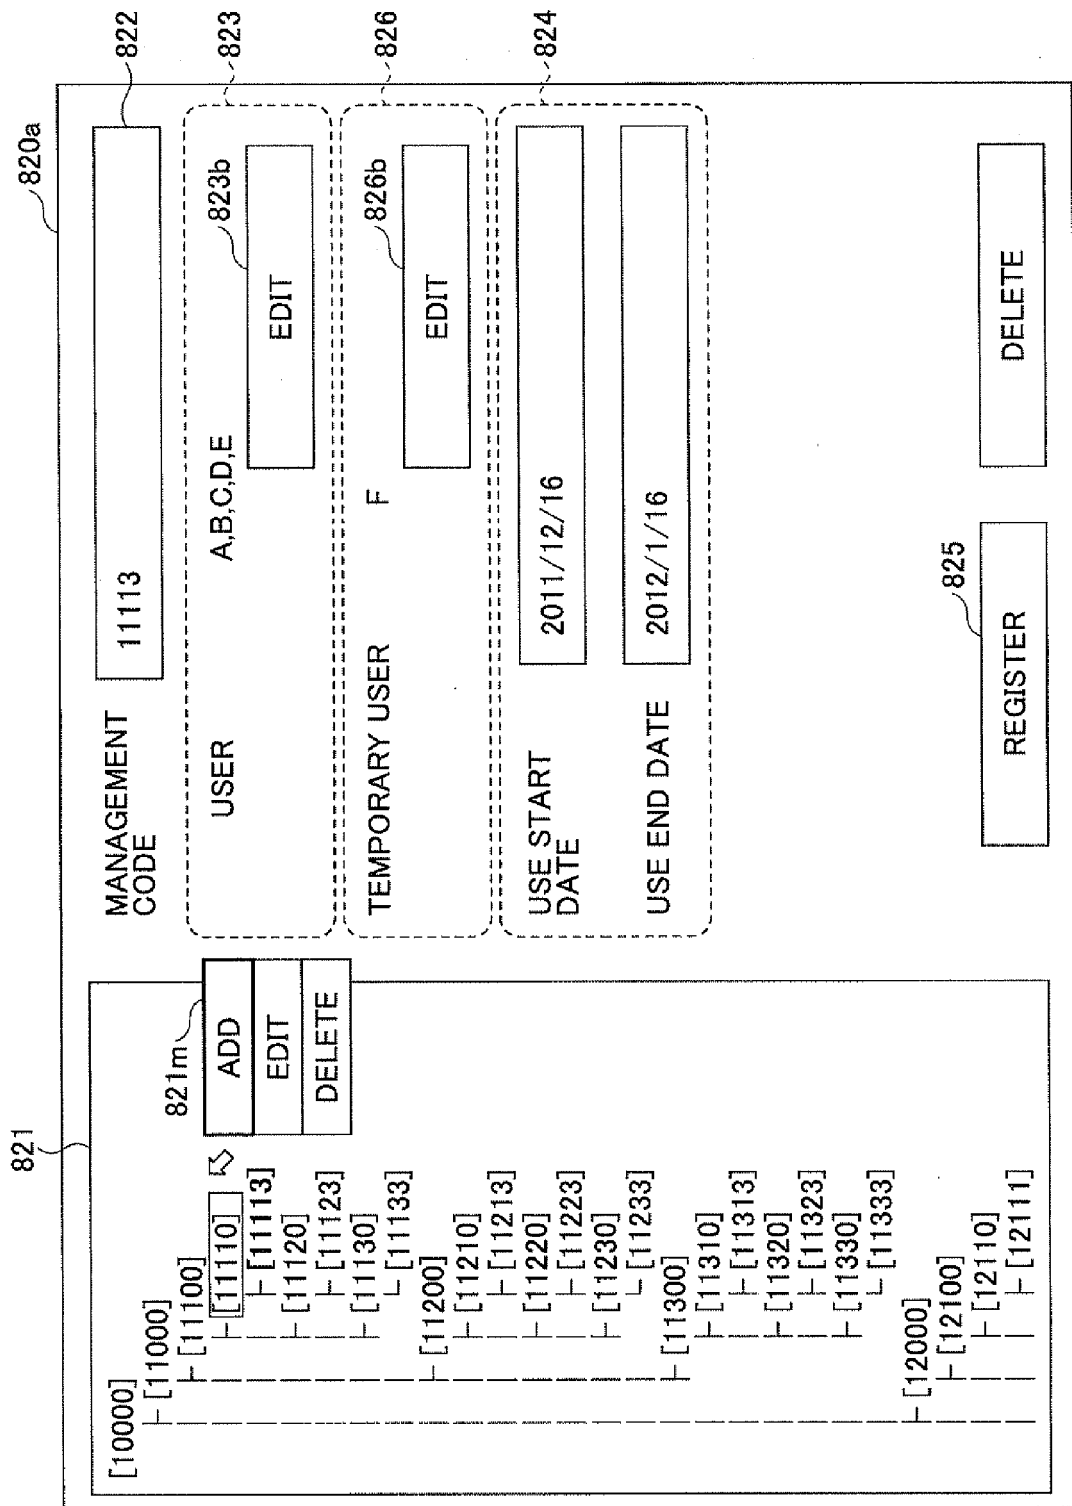 820a
821
[10000]
[11000]
[11100]
[11110]
[11113]
[11120]
[11123]
[11130]
[11133]
[11200]
[11210]
[11213]
[11220]
[11223]
[11230]
[11233]
[11300]
[11310]
[11313]
[11320]
[11323]
[11330]
[11333]
[12000]
[12100]
[12110]
[12111]
821m
ADD
EDIT
DELETE
MANAGEMENT
CODE
11113
822
USER
A,B,C,D,E
823b
EDIT
823
TEMPORARY USER
F
826b
EDIT
826
USE START
DATE
2011/12/16
824
USE END DATE
2012/1/16
825
REGISTER
DELETE